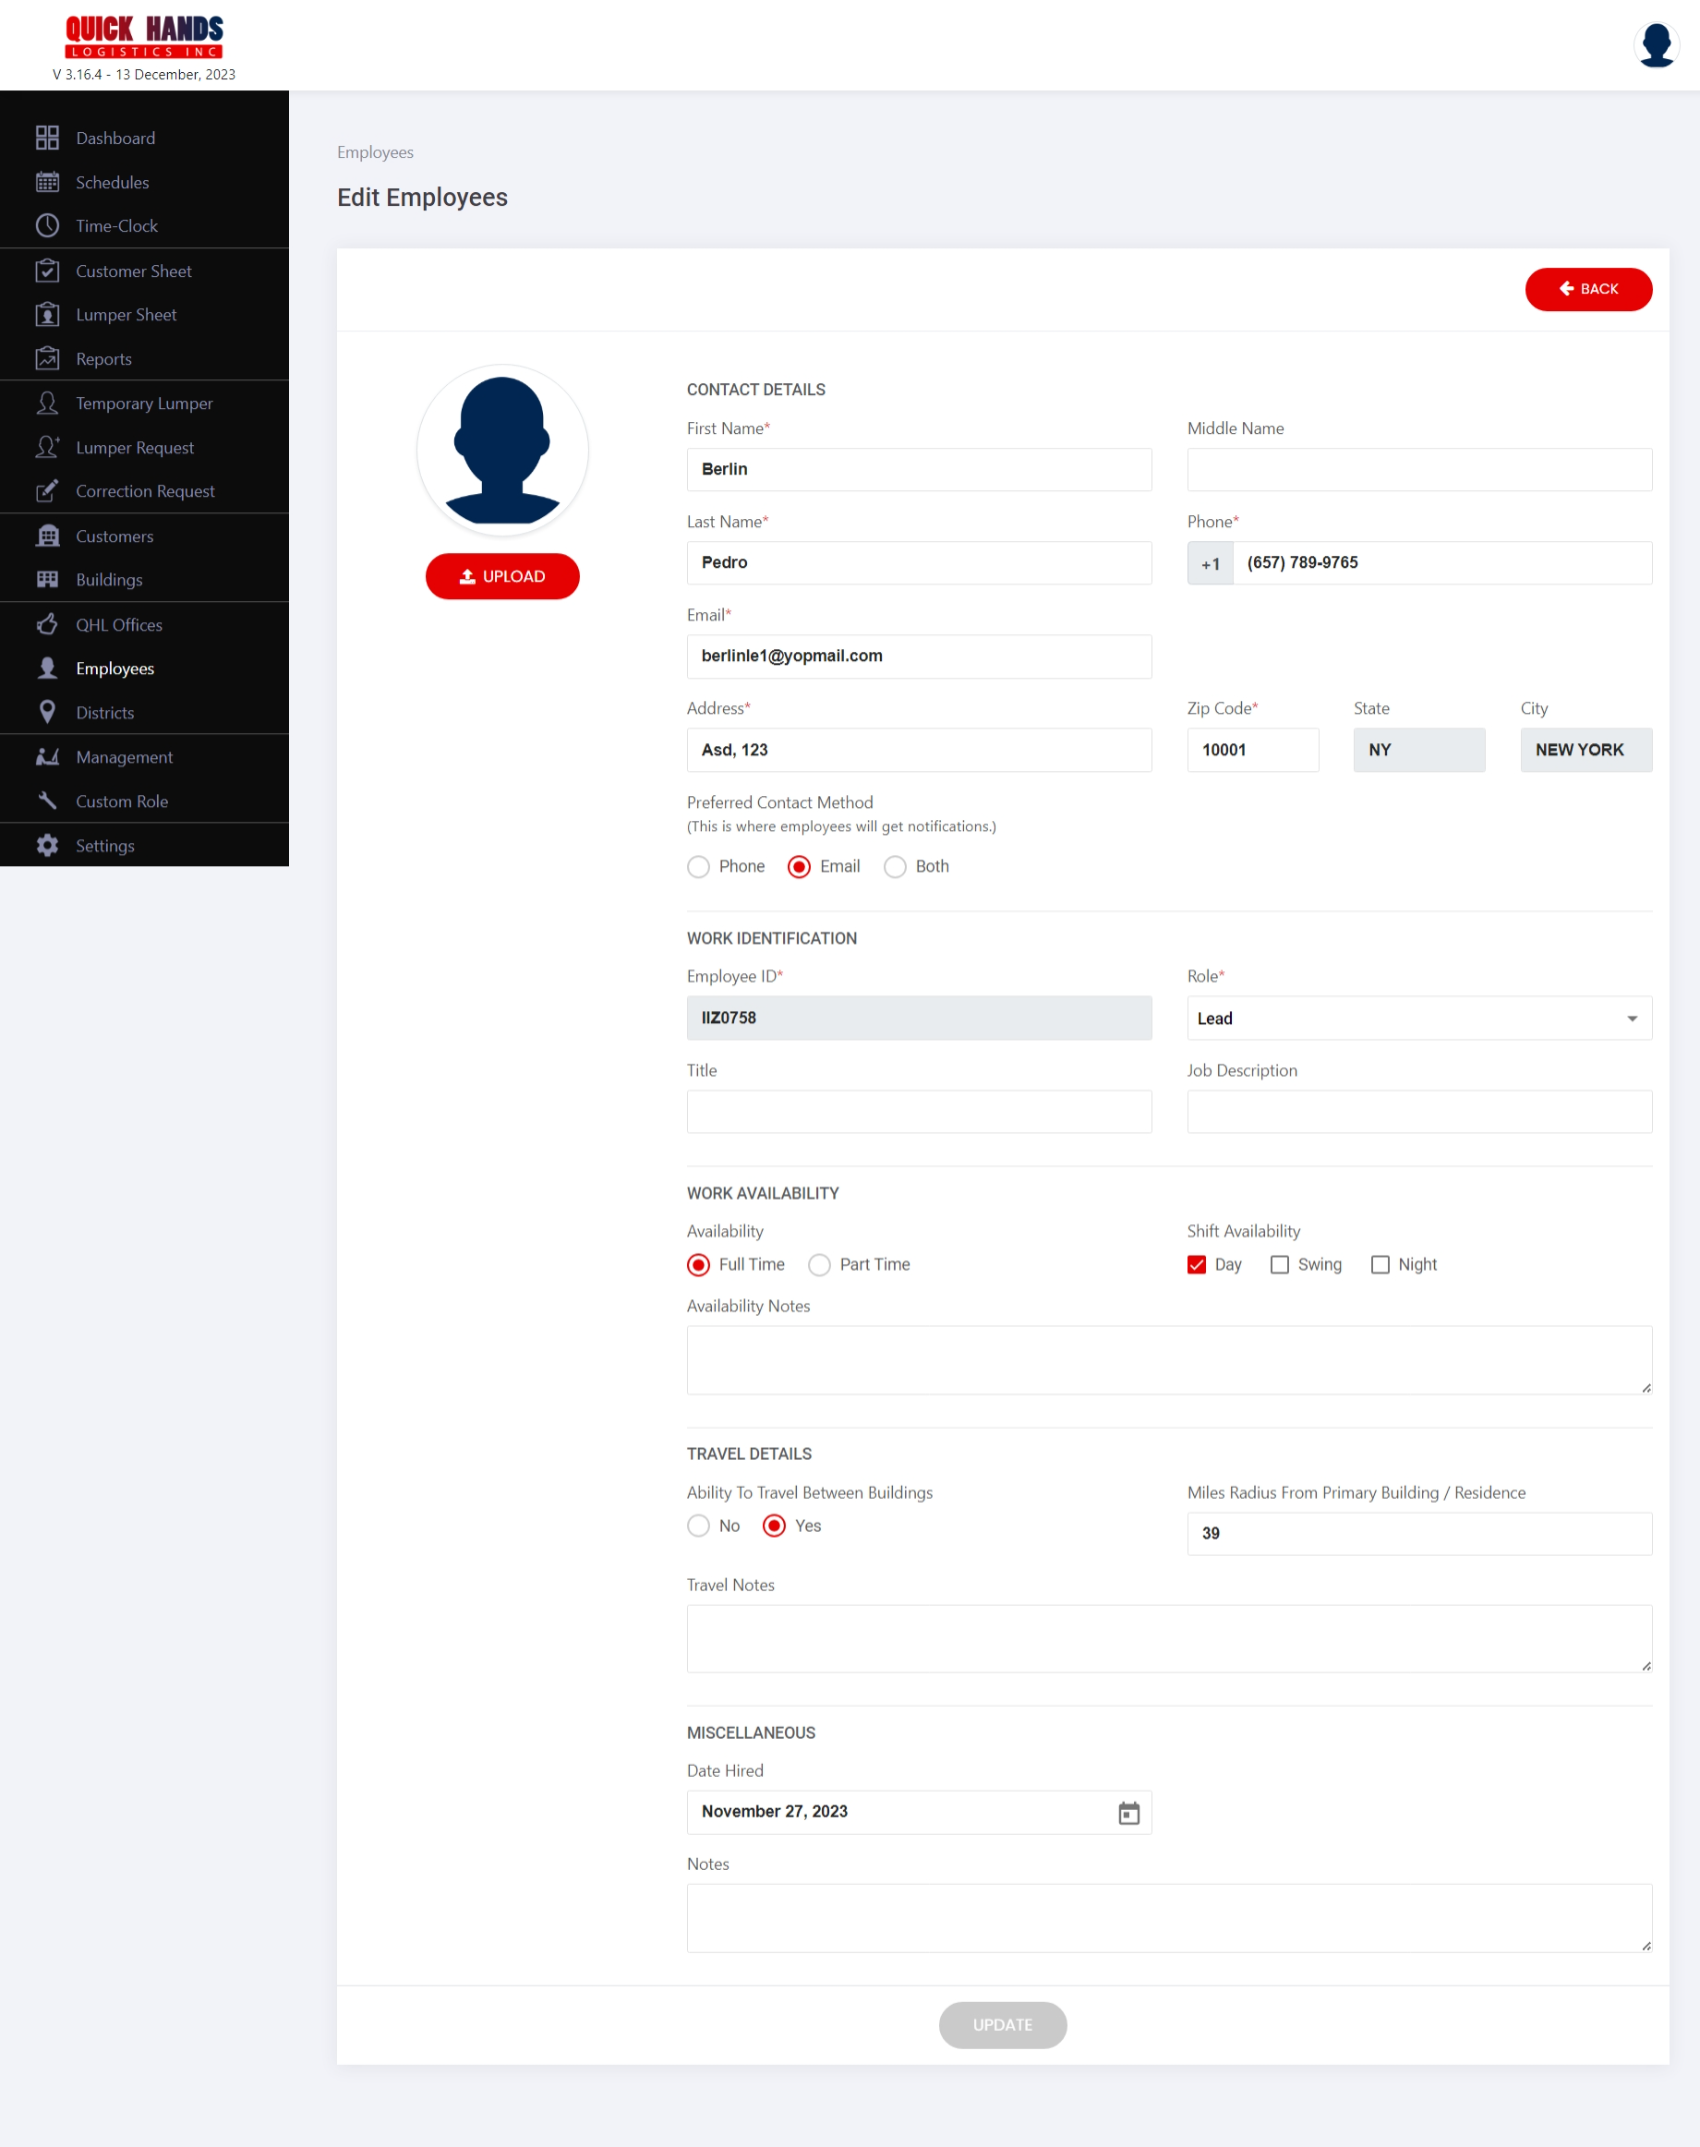 QUICK HANDS
LOGISTICS INC
V 3.16.4 - 13 December, 2023
Dashboard
Schedules
Time-Clock
Customer Sheet
Lumper Sheet
Reports
Temporary Lumper
Lumper Request
Correction Request
Customers
Buildings
QHL Offices
Employees
Districts
Management
Custom Role
Settings
Employees
Edit Employees
BACK
UPLOAD
CONTACT DETAILS
First Name* Middle Name
Berlin
Last Name* Phone*
Pedro +1 (657) 789-9765
Email*
berlinle1@yopmail.com
Address* Zip Code* State City
Asd, 123 10001 NY NEW YORK
Preferred Contact Method
(This is where employees will get notifications.)
Phone Email Both
WORK IDENTIFICATION
Employee ID* Role*
IIZ0758 Lead
Title Job Description
WORK AVAILABILITY
Availability Shift Availability
Full Time Part Time Day Swing Night
Availability Notes
TRAVEL DETAILS
Ability To Travel Between Buildings Miles Radius From Primary Building / Residence
No Yes 39
Travel Notes
MISCELLANEOUS
Date Hired
November 27, 2023
Notes
UPDATE